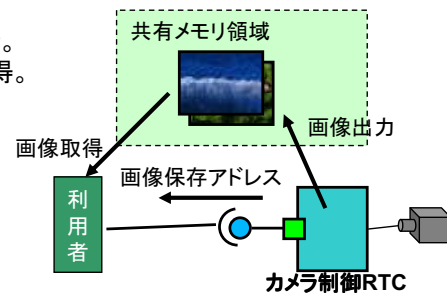 。
得。
共有メモリ領域
画像出力
画像取得
画像保存アドレス
利用者
カメラ制御RTC